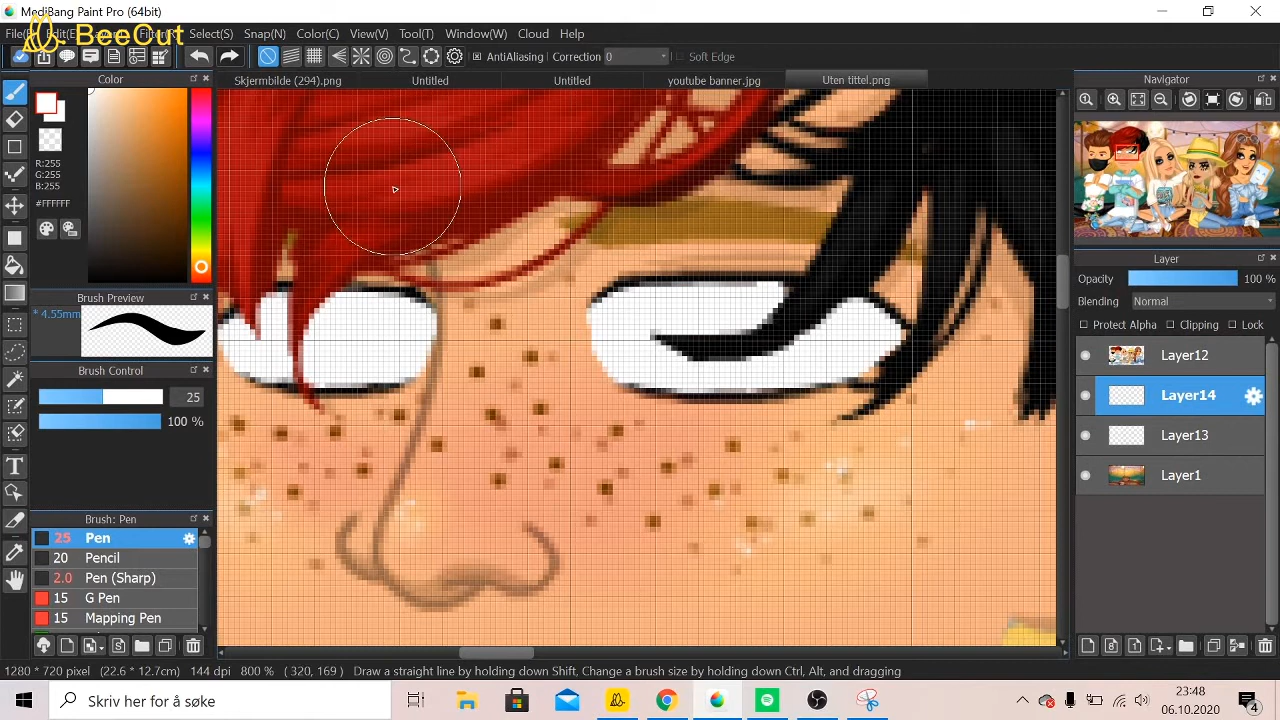 MediBang Paint Pro (64bit)
BeeCut
Select(S) Snap(N) Color(C) View(V) Tool(T) Window(W) Cloud Help
AntiAliasing Correction 0 Soft Edge
Color
Skjermbilde (294).png Untitled Untitled youtube banner.jpg Uten tittel.png
Navigator
R:255
G:255
B:255
#FFFFFF
Layer
Opacity 100 %
Brush Preview
* 4.55mm
Blending Normal
Protect Alpha Clipping Lock
Layer12
Brush Control
25
100 %
Layer14
Layer13
Layer1
Brush: Pen
25 Pen
20 Pencil
2.0 Pen (Sharp)
15 G Pen
15 Mapping Pen
1280 * 720 pixel (22.6 * 12.7cm) 144 dpi 800 % ( 320, 169 ) Draw a straight line by holding down Shift, Change a brush size by holding down Ctrl, Alt, and dragging
Skriv her for å søke
23:48
06.10.2020
4